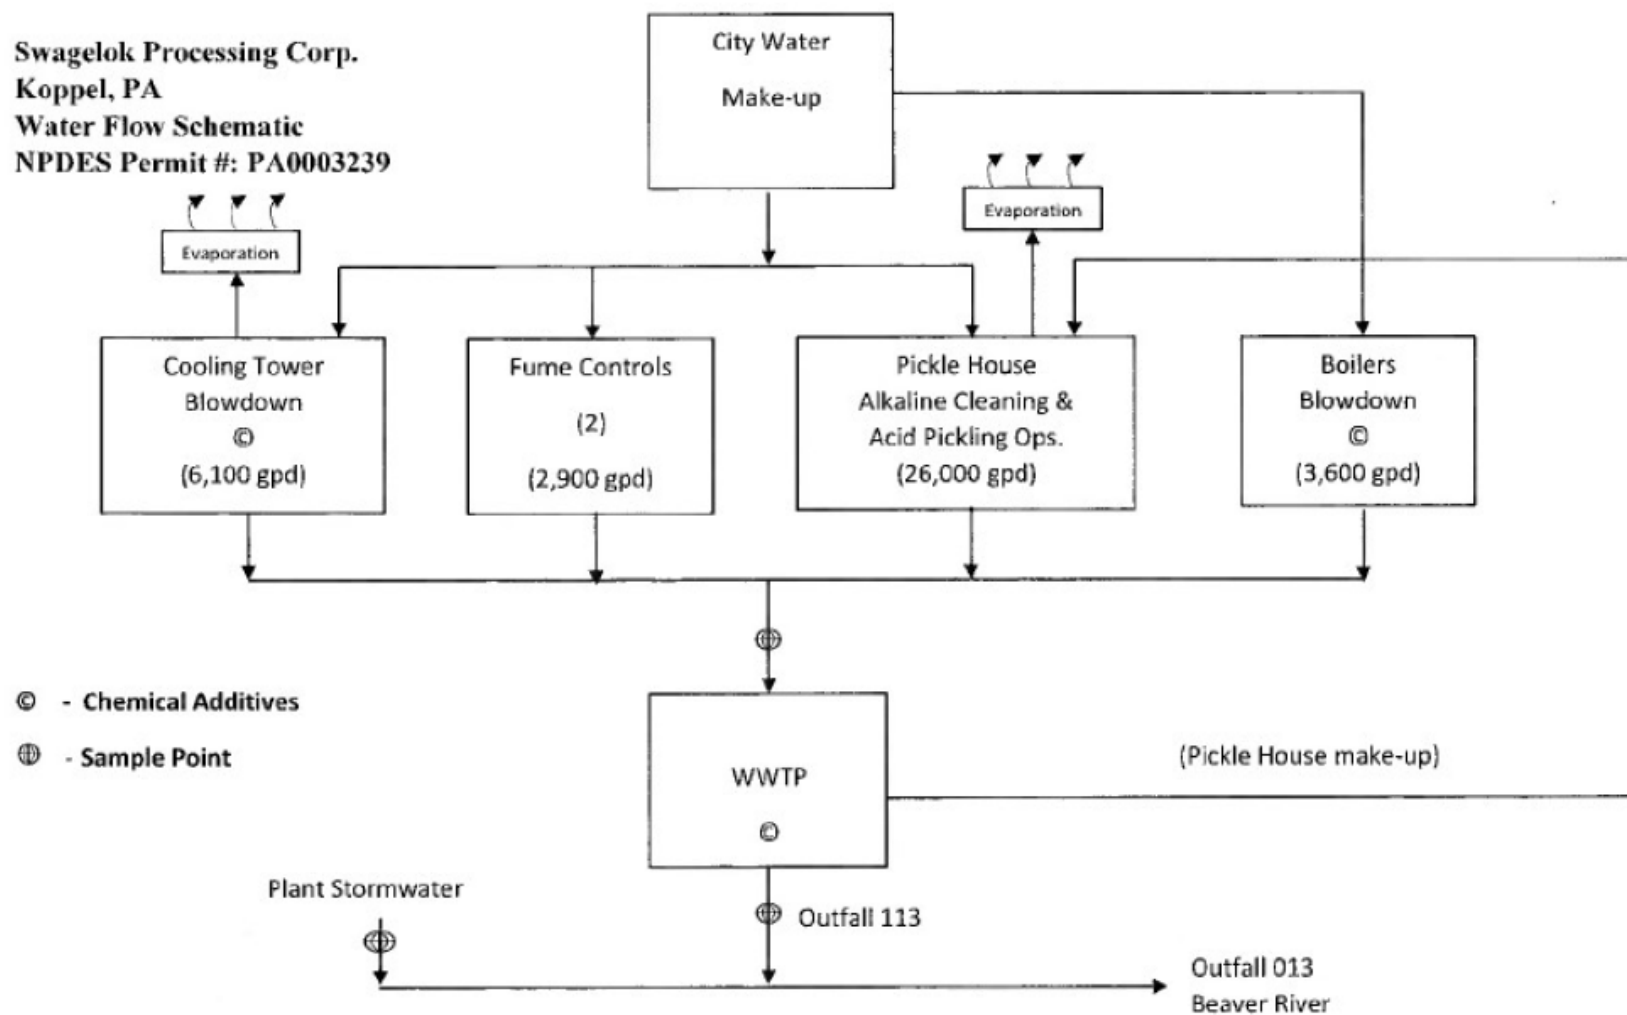 Swagelok Processing Corp.
Koppel, PA
Water Flow Schematic
NPDES Permit #: PA0003239
City Water
Make-up
Evaporation
Evaporation
Cooling Tower
Blowdown
©
(6,100 gpd)
Fume Controls
(2)
(2,900 gpd)
Pickle House
Alkaline Cleaning &
Acid Pickling Ops.
(26,000 gpd)
Boilers
Blowdown
©
(3,600 gpd)
© - Chemical Additives
- Sample Point
WWTP
©
(Pickle House make-up)
Plant Stormwater
Outfall 113
Outfall 013
Beaver River